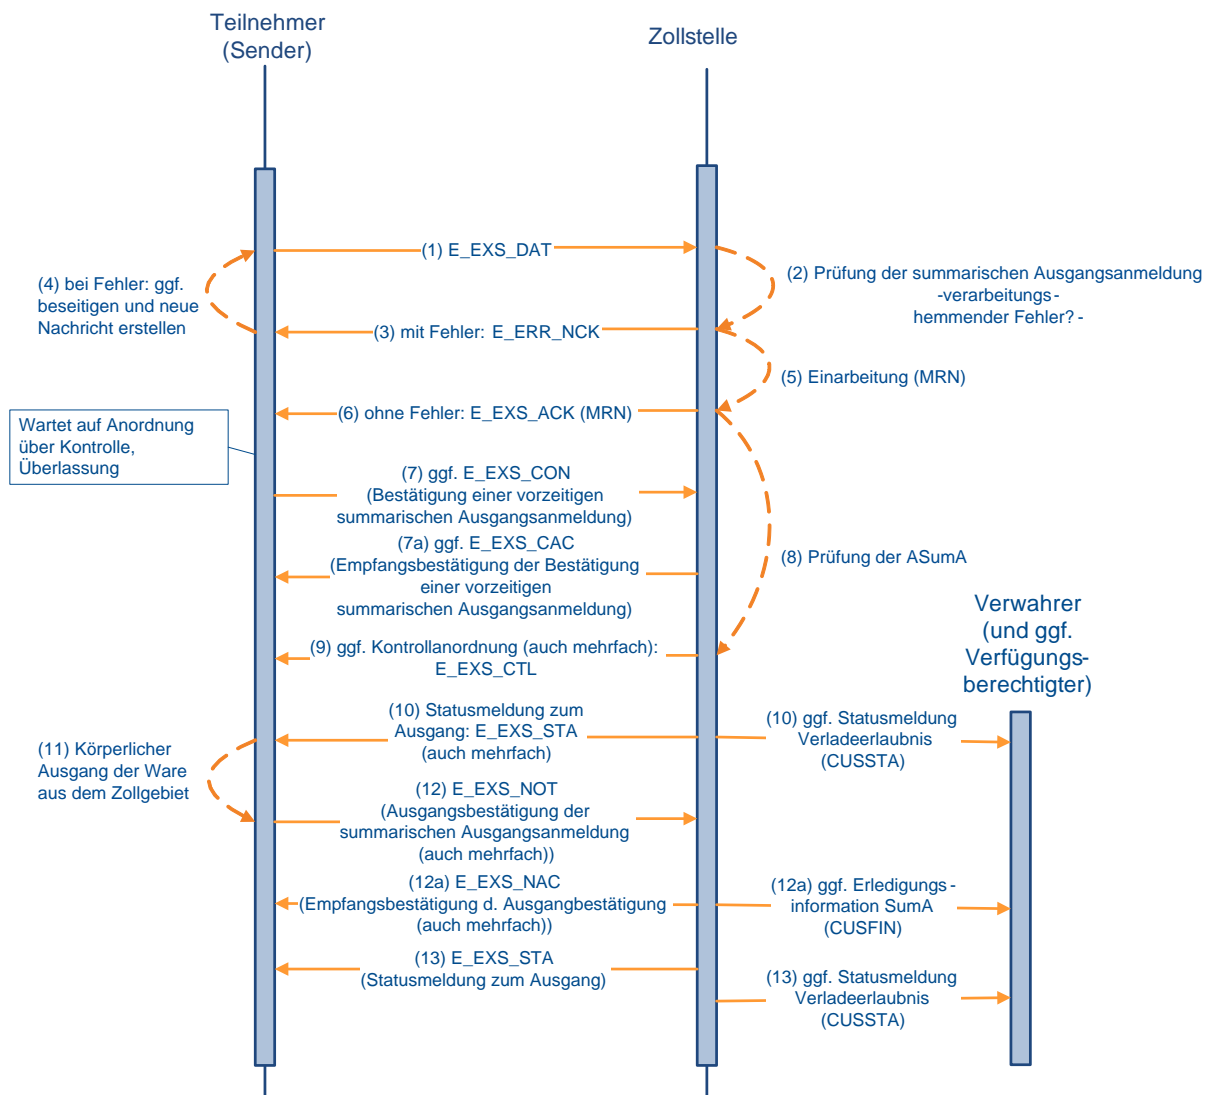 Teilnehmer
(Sender)
Zollstelle
(1) E_EXS_DAT
(2) Prüfung der summarischen Ausgangsanmeldung
-verarbeitungs-
hemmender Fehler? -
(4) bei Fehler: ggf.
beseitigen und neue
Nachricht erstellen
(3) mit Fehler: E_ERR_NCK
(5) Einarbeitung (MRN)
(6) ohne Fehler: E_EXS_ACK (MRN)
Wartet auf Anordnung
über Kontrolle,
Überlassung
(7) ggf. E_EXS_CON
(Bestätigung einer vorzeitigen
summarischen Ausgangsanmeldung)
(7a) ggf. E_EXS_CAC
(Empfangsbestätigung der Bestätigung
einer vorzeitigen
summarischen Ausgangsanmeldung)
(8) Prüfung der ASumA
Verwahrer
(und ggf.
Verfügungs-
berechtigter)
(9) ggf. Kontrollanordnung (auch mehrfach):
E_EXS_CTL
(10) Statusmeldung zum
Ausgang: E_EXS_STA
(auch mehrfach)
(10) ggf. Statusmeldung
Verladeerlaubnis
(CUSSTA)
(11) Körperlicher
Ausgang der Ware
aus dem Zollgebiet
(12) E_EXS_NOT
(Ausgangsbestätigung der
summarischen Ausgangsanmeldung
(auch mehrfach))
(12a) E_EXS_NAC
(Empfangsbestätigung d. Ausgangbestätigung
(auch mehrfach))
(12a) ggf. Erledigungs-
information SumA
(CUSFIN)
(13) E_EXS_STA
(Statusmeldung zum Ausgang)
(13) ggf. Statusmeldung
Verladeerlaubnis
(CUSSTA)